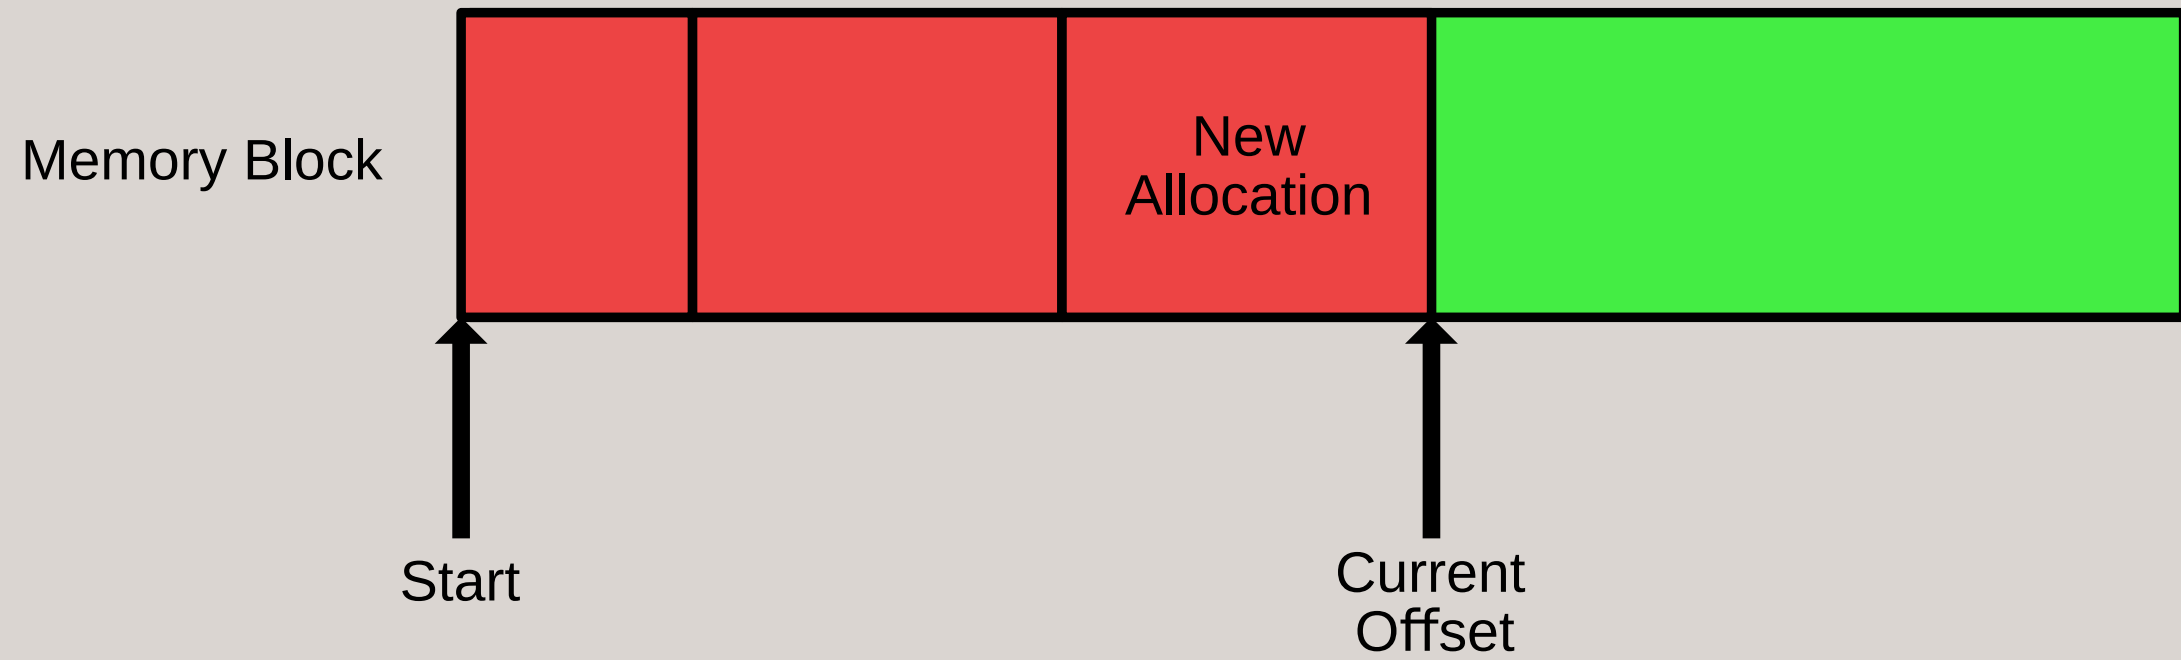 New
Memory Block
Allocation
Start
Current
Offset